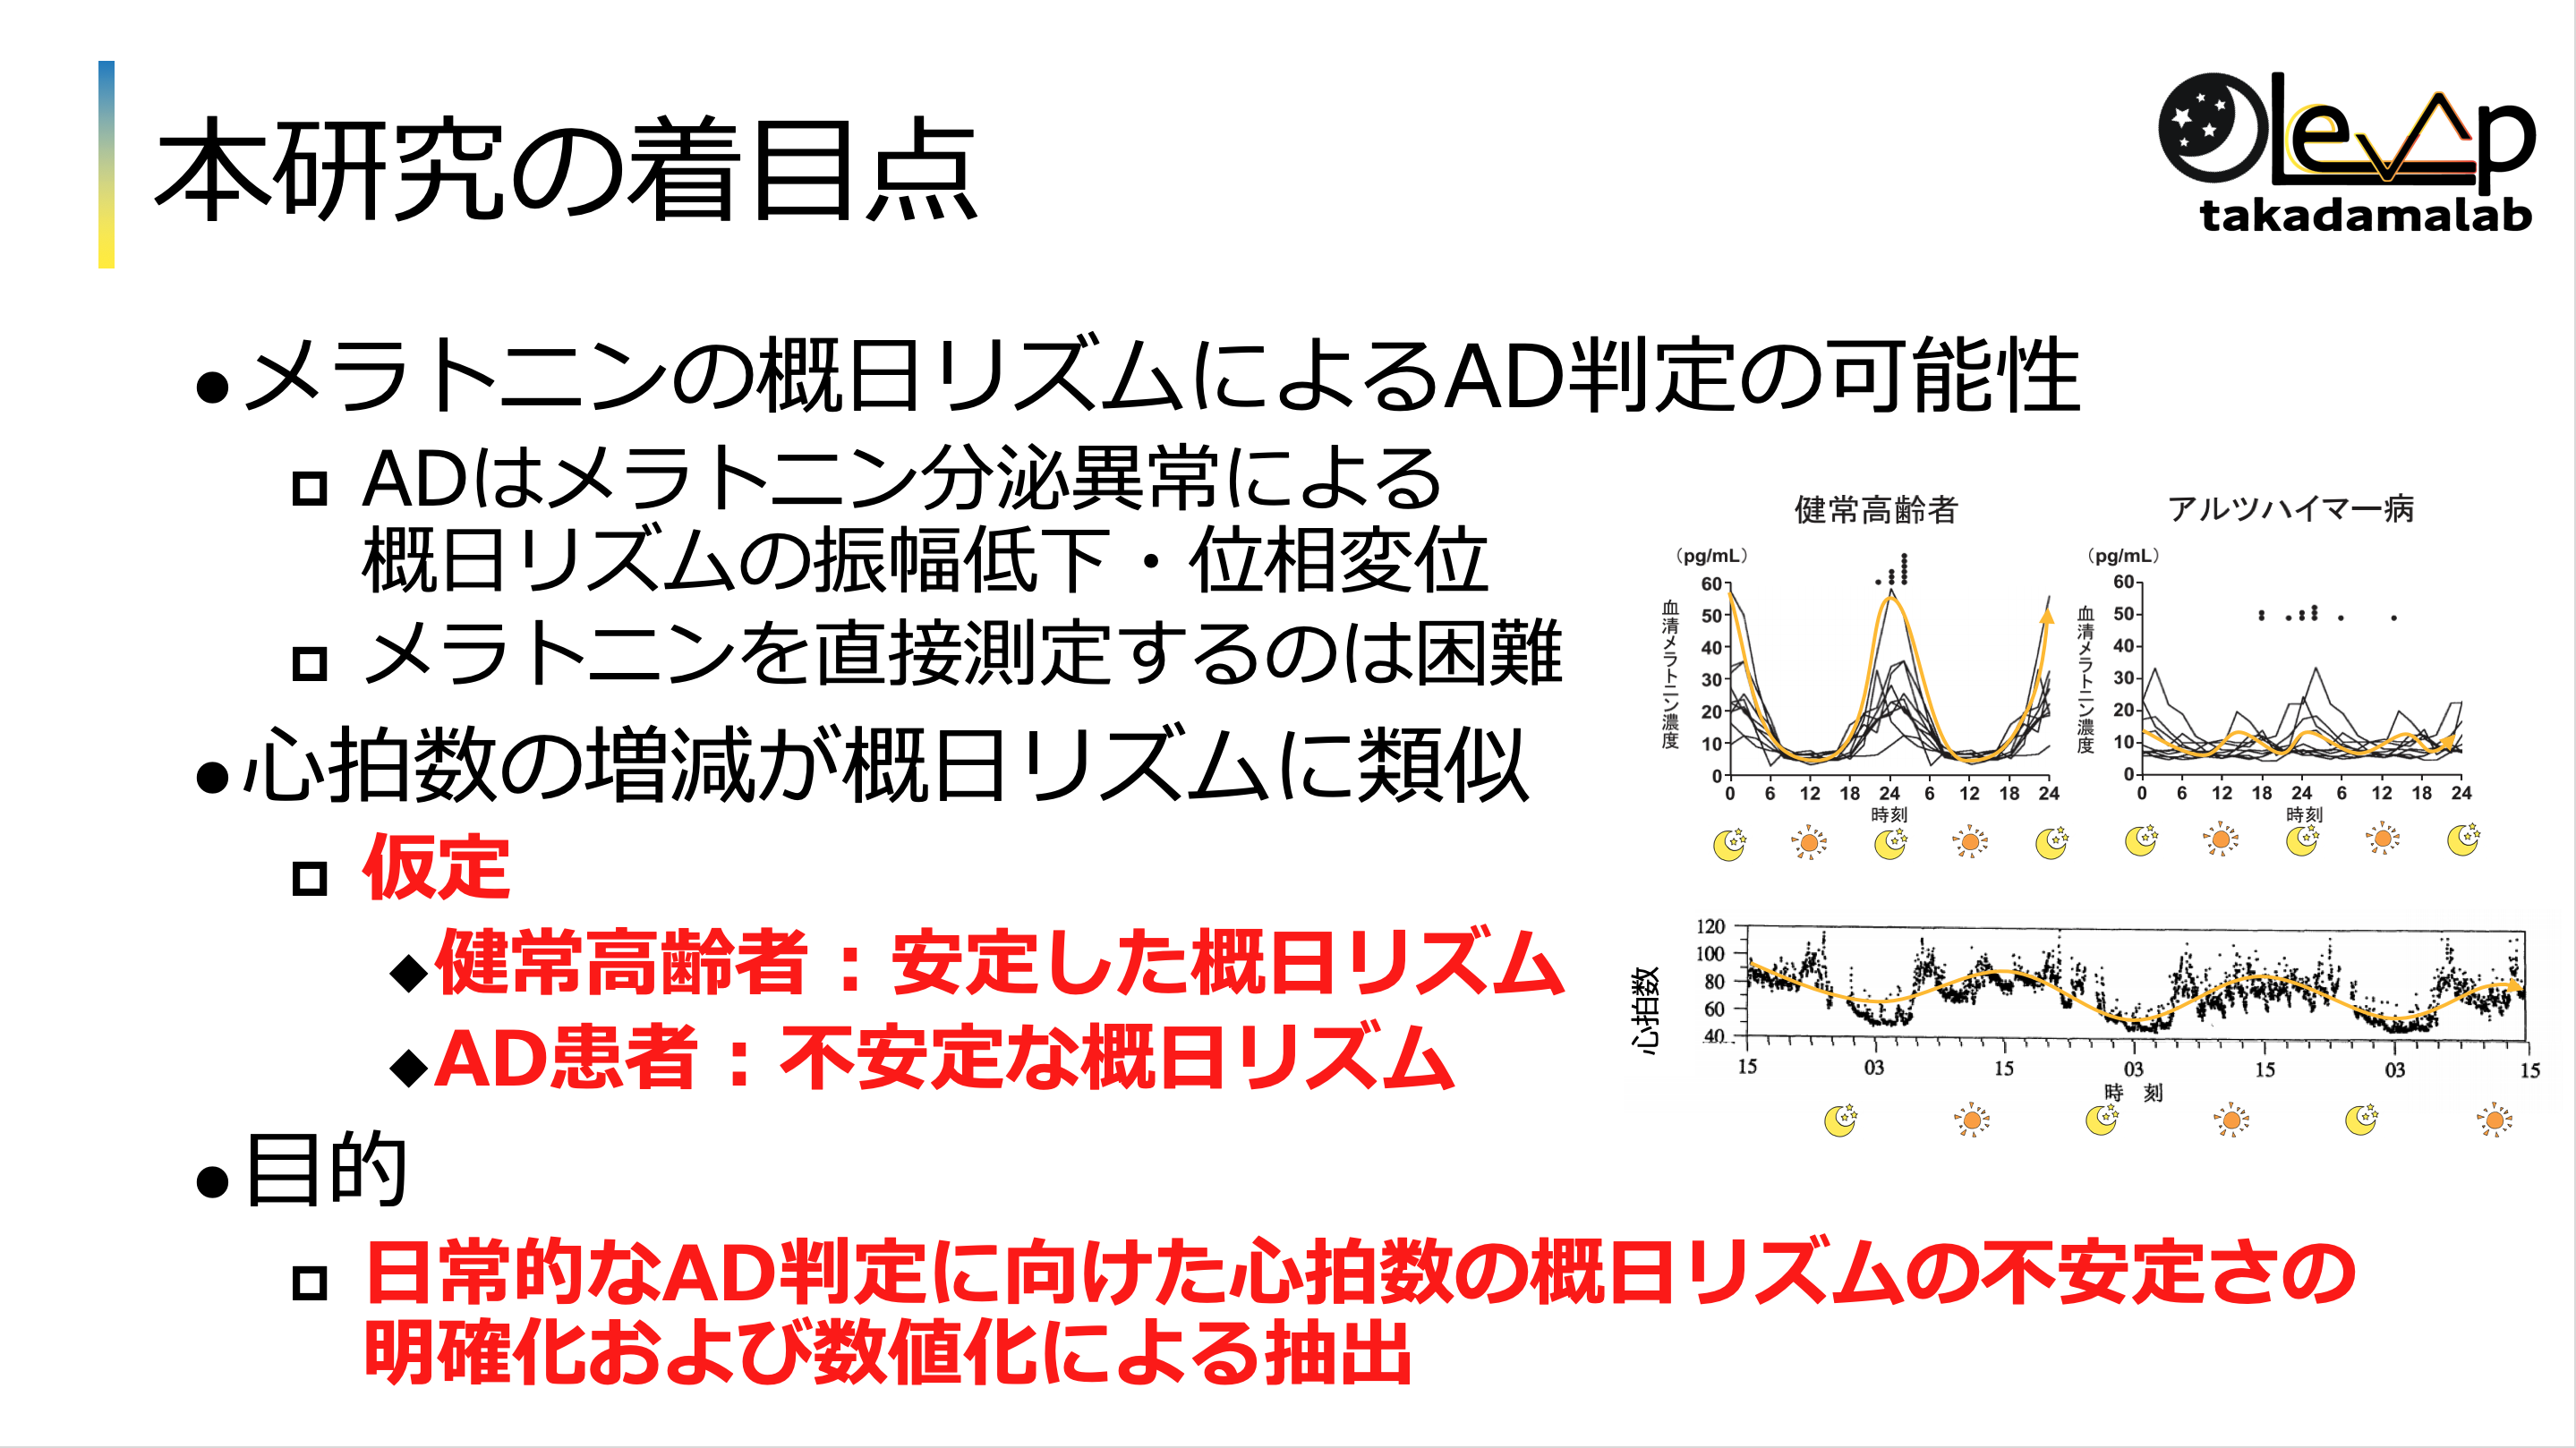 本研究の着目点
Olevap
takadamalab
●メラトニンの概日リズムによるAD判定の可能性
ADはメラトニン分泌異常による
概日リズムの振幅低下・位相変位
メラトニンを直接測定するのは困難
●心拍数の増減が概日リズムに類似
仮定
◆健常高齢者：安定した概日リズム
◆AD患者：不安定な概日リズム
●目的
日常的なAD判定に向けた心拍数の概日リズムの不安定さの
明確化および数値化による抽出
健常高齢者
(pg/mL)
60
50
40
30
20
10
0
血清メラトニン濃度
0 6 12 18 24 6 12 18 24
時刻
アルツハイマー病
(pg/mL)
60
50
40
30
20
10
0
血清メラトニン濃度
0 6 12 18 24 6 12 18 24
時刻
120
100
80
60
40
心拍数
15 03 15 03 15 03 15
時 刻